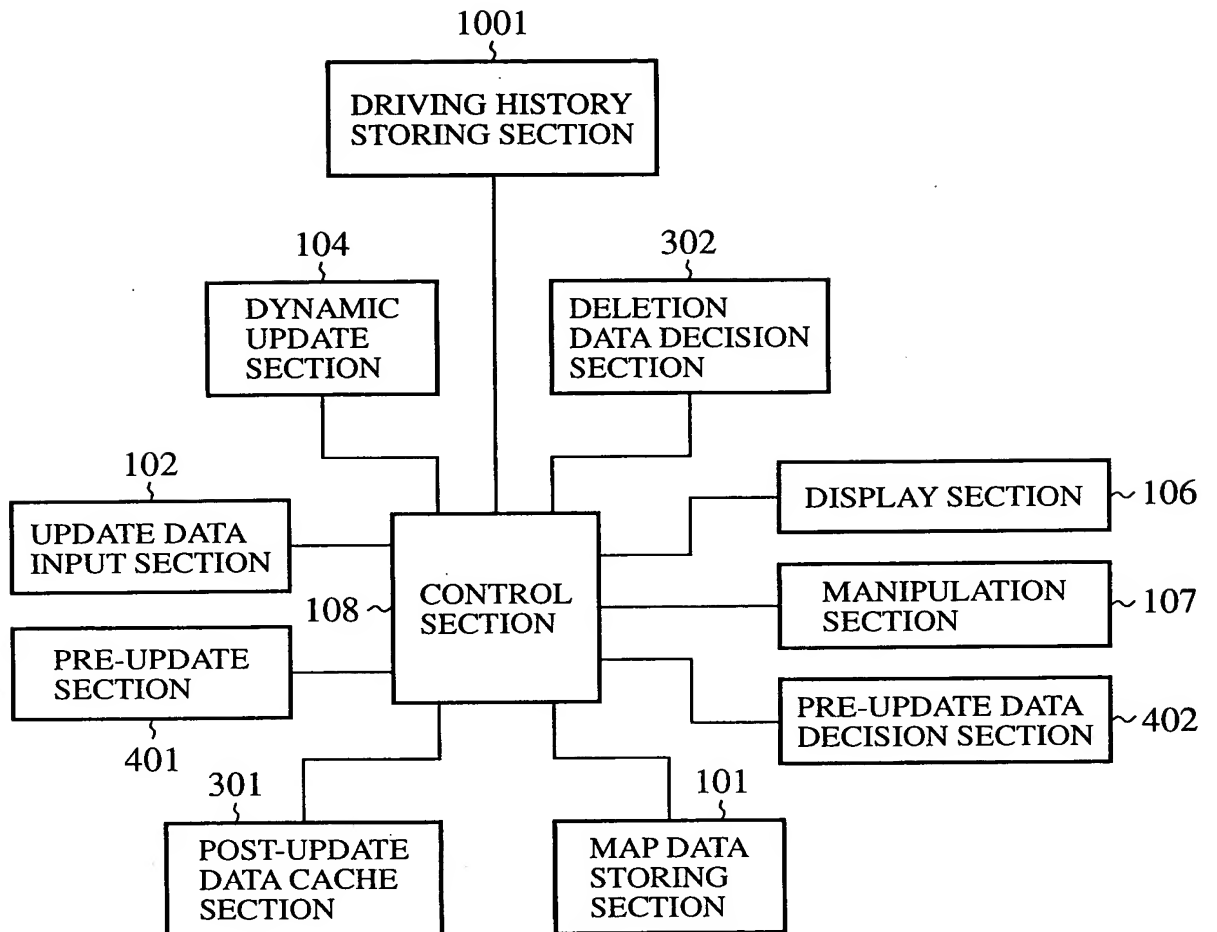 1001
DRIVING HISTORY
STORING SECTION
104
DYNAMIC
UPDATE
SECTION
302
DELETION
DATA DECISION
SECTION
102
UPDATE DATA
INPUT SECTION
DISPLAY SECTION
106
108
CONTROL
SECTION
MANIPULATION
SECTION
107
PRE-UPDATE
SECTION
401
PRE-UPDATE DATA
DECISION SECTION
402
301
POST-UPDATE
DATA CACHE
SECTION
101
MAP DATA
STORING
SECTION